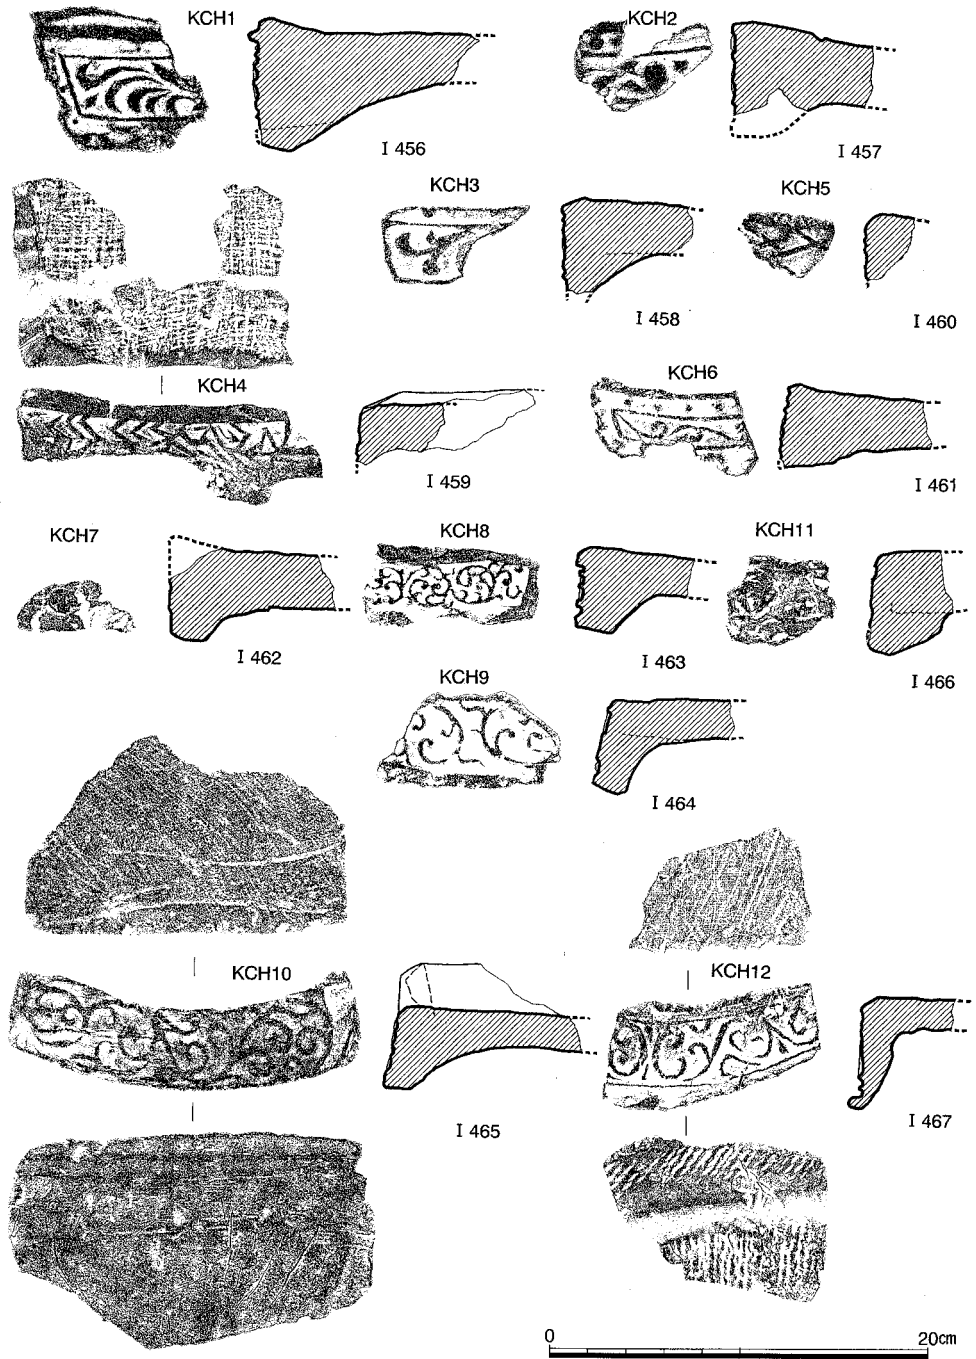 KCH1
I 456
KCH2
I 457
KCH3
I 458
KCH5
I 460
KCH4
I 459
KCH6
I 461
KCH7
I 462
KCH8
I 463
KCH11
I 466
KCH9
I 464
KCH10
I 465
KCH12
I 467
0 20cm